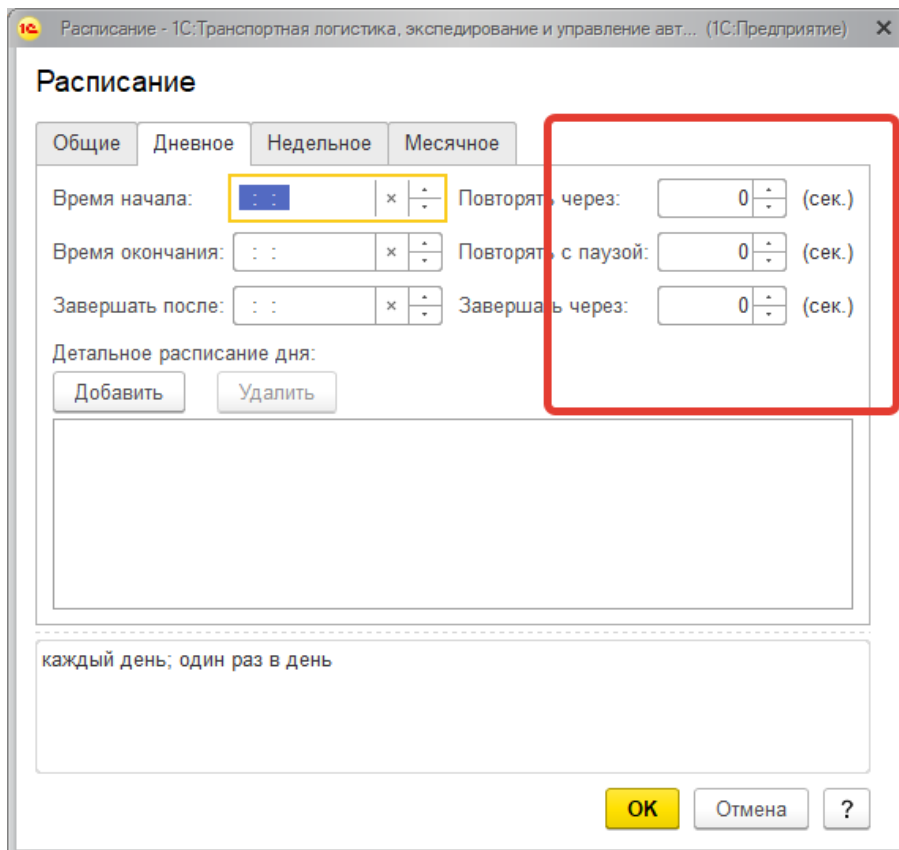 1С Расписание - 1С:Транспортная логистика, экспедирование и управление авт... (1С:Предприятие) ×
Расписание
Общие Дневное Недельное Месячное
Время начала: : : × Повторять через: 0 (сек.)
Время окончания: : : × Повторять с паузой: 0 (сек.)
Завершать после: : : × Завершать через: 0 (сек.)
Детальное расписание дня:
Добавить Удалить
каждый день; один раз в день
OK Отмена ?